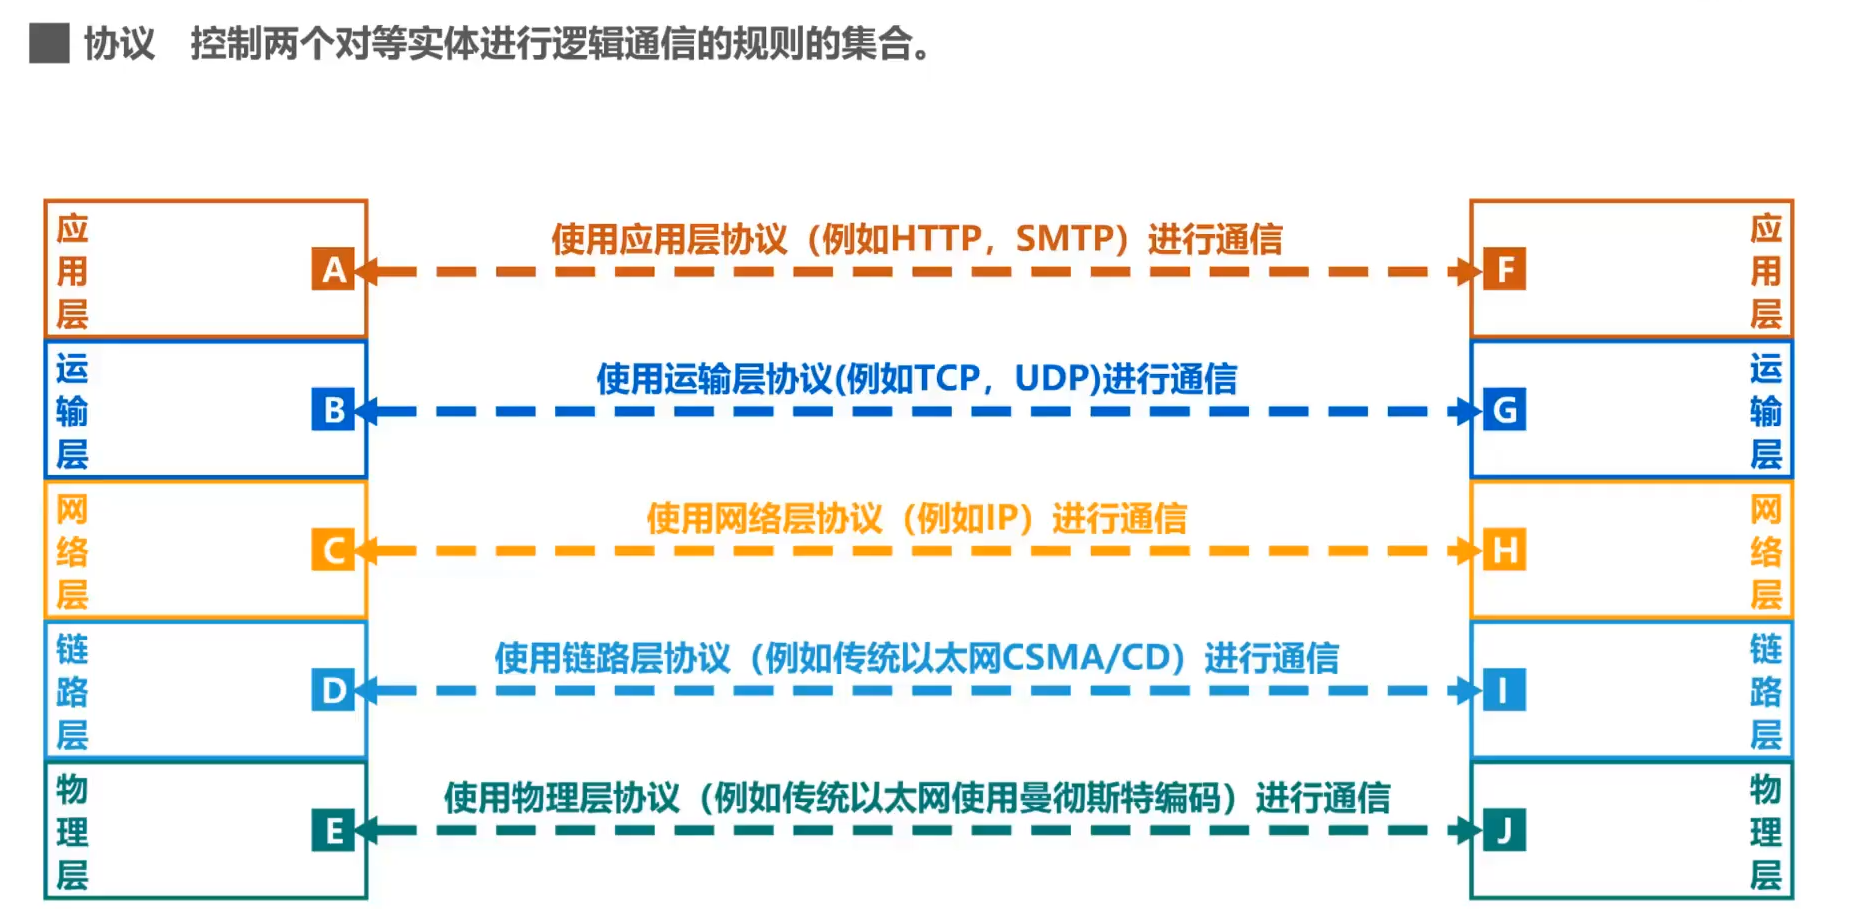 协议 控制两个对等实体进行逻辑通信的规则的集合。
应用层
A
使用应用层协议（例如HTTP，SMTP）进行通信
F
应用层
运输层
B
使用运输层协议(例如TCP，UDP)进行通信
G
运输层
网络层
C
使用网络层协议（例如IP）进行通信
H
网络层
链路层
D
使用链路层协议（例如传统以太网CSMA/CD）进行通信
I
链路层
物理层
E
使用物理层协议（例如传统以太网使用曼彻斯特编码）进行通信
J
物理层